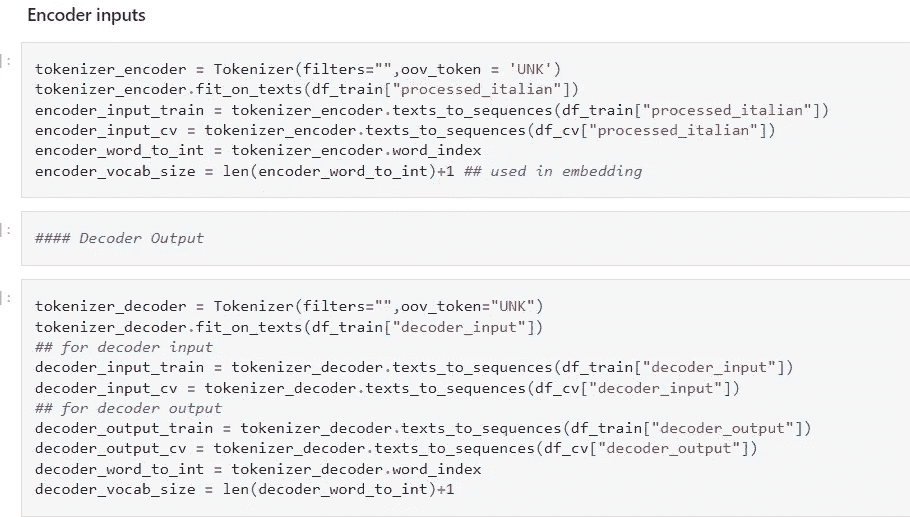 Encoder inputs
]:
tokenizer_encoder = Tokenizer(filters="",oov_token = 'UNK')
tokenizer_encoder.fit_on_texts(df_train["processed_italian"])
encoder_input_train = tokenizer_encoder.texts_to_sequences(df_train["processed_italian"])
encoder_input_cv = tokenizer_encoder.texts_to_sequences(df_cv["processed_italian"])
encoder_word_to_int = tokenizer_encoder.word_index
encoder_vocab_size = len(encoder_word_to_int)+1 ## used in embedding
]:
#### Decoder Output
]:
tokenizer_decoder = Tokenizer(filters="",oov_token="UNK")
tokenizer_decoder.fit_on_texts(df_train["decoder_input"])
## for decoder input
decoder_input_train = tokenizer_decoder.texts_to_sequences(df_train["decoder_input"])
decoder_input_cv = tokenizer_decoder.texts_to_sequences(df_cv["decoder_input"])
## for decoder output
decoder_output_train = tokenizer_decoder.texts_to_sequences(df_train["decoder_output"])
decoder_output_cv = tokenizer_decoder.texts_to_sequences(df_cv["decoder_output"])
decoder_word_to_int = tokenizer_decoder.word_index
decoder_vocab_size = len(decoder_word_to_int)+1